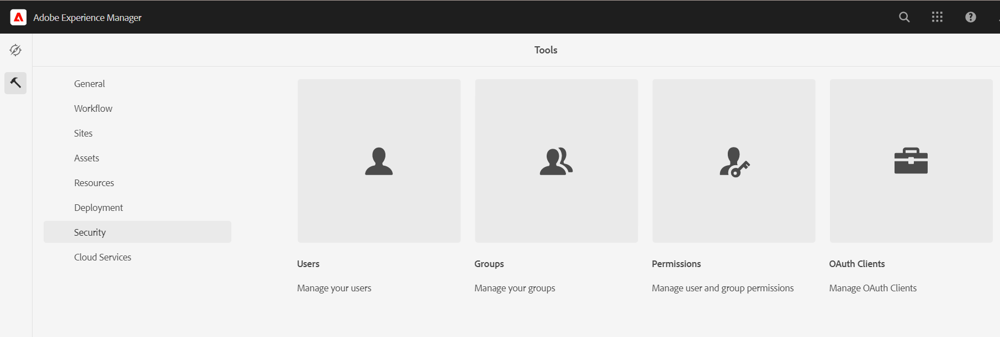 Adobe Experience Manager
?
Tools
General
Workflow
Sites
Assets
Resources
Deployment
Security
Cloud Services
Users
Manage your users
Groups
Manage your groups
Permissions
Manage user and group permissions
OAuth Clients
Manage OAuth Clients